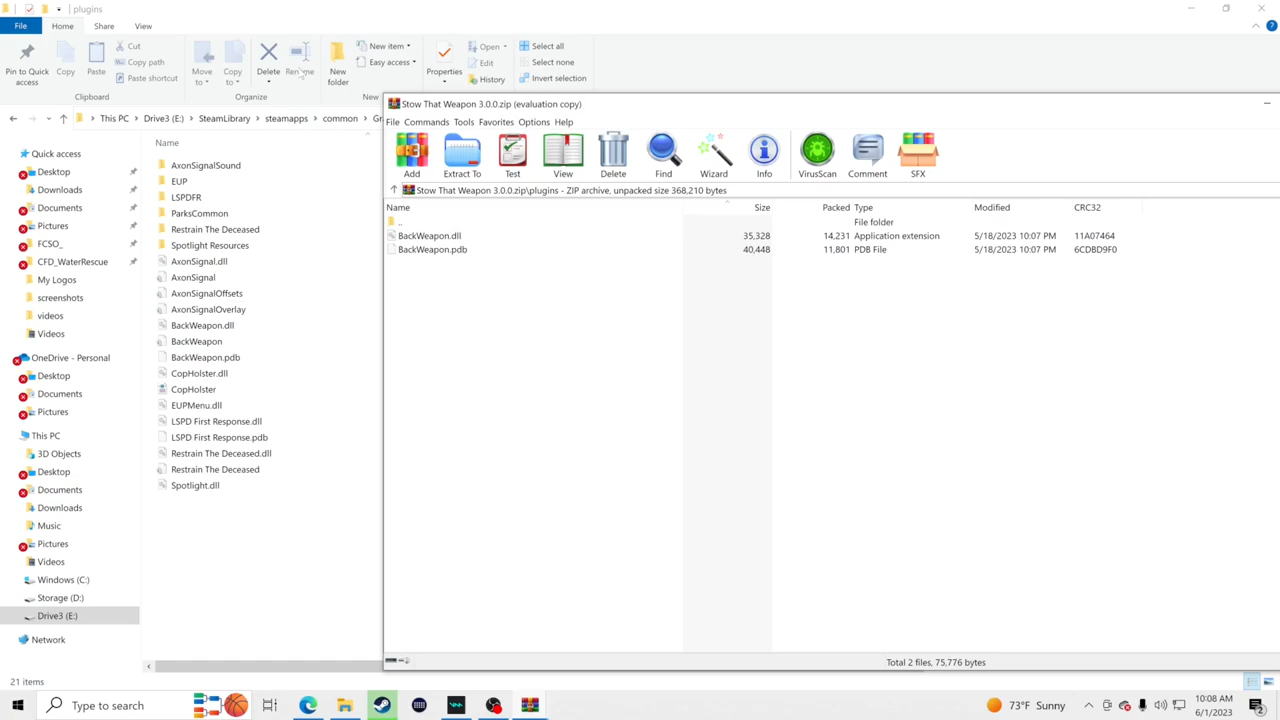 plugins
File Home Share View
Pin to Quick access
Copy
Paste
Cut
Copy path
Paste shortcut
Clipboard
Move to
Copy to
Delete
Rename
Organize
New folder
New item
Easy access
New
Properties
Open
Edit
History
Select all
Select none
Invert selection
This PC > Drive3 (E:) > SteamLibrary > steamapps > common >
Quick access
Desktop
Downloads
Documents
Pictures
FCSO_
CFD_WaterRescue
My Logos
screenshots
videos
Videos
OneDrive - Personal
Desktop
Documents
Pictures
This PC
3D Objects
Desktop
Documents
Downloads
Music
Pictures
Videos
Windows (C:)
Storage (D:)
Drive3 (E:)
Network
Name
AxonSignalSound
EUP
LSPDFR
ParksCommon
Restrain The Deceased
Spotlight Resources
AxonSignal.dll
AxonSignal
AxonSignalOffsets
AxonSignalOverlay
BackWeapon.dll
BackWeapon
BackWeapon.pdb
CopHolster.dll
CopHolster
EUPMenu.dll
LSPD First Response.dll
LSPD First Response.pdb
Restrain The Deceased.dll
Restrain The Deceased
Spotlight.dll
21 items
Stow That Weapon 3.0.0.zip (evaluation copy)
File Commands Tools Favorites Options Help
Add Extract To Test View Delete Find Wizard Info VirusScan Comment SFX
Stow That Weapon 3.0.0.zip\plugins - ZIP archive, unpacked size 368,210 bytes
Name Size Packed Type Modified CRC32
.. File folder
BackWeapon.dll 35,328 14,231 Application extension 5/18/2023 10:07 PM 11A07464
BackWeapon.pdb 40,448 11,801 PDB File 5/18/2023 10:07 PM 6CDBD9F0
Total 2 files, 75,776 bytes
Type here to search
73°F Sunny
10:08 AM
6/1/2023
2